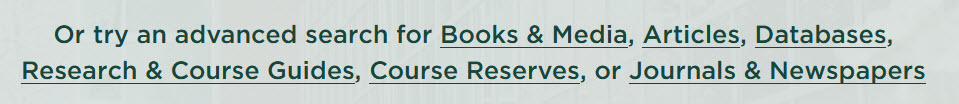 Or try an advanced search for Books & Media, Articles, Databases,
Research & Course Guides, Course Reserves, or Journals & Newspapers